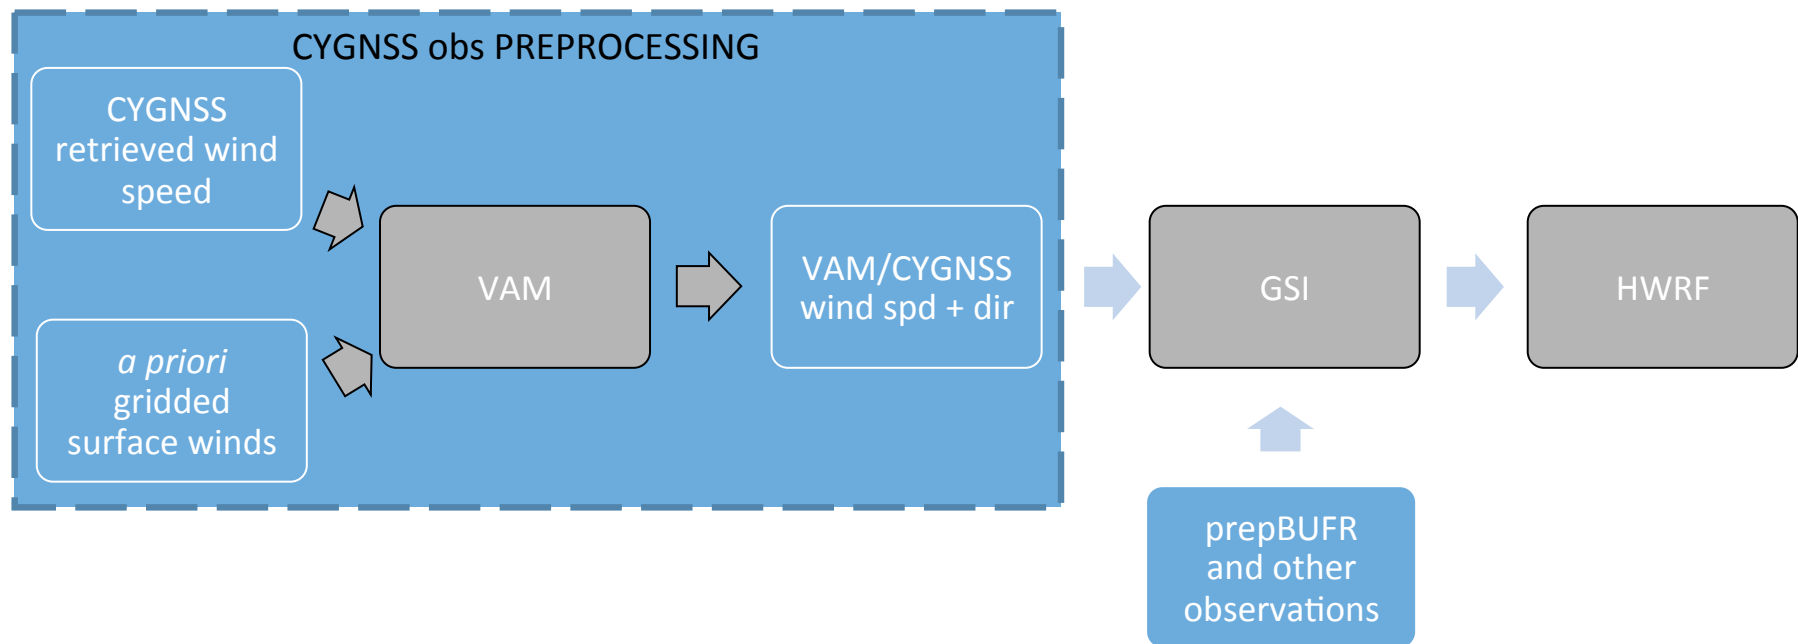 CYGNSS obs PREPROCESSING
CYGNSS
retrieved wind
speed
a priori
gridded
surface winds
VAM
VAM/CYGNSS
wind spd + dir
GSI
HWRF
prepBUFR
and other
observations